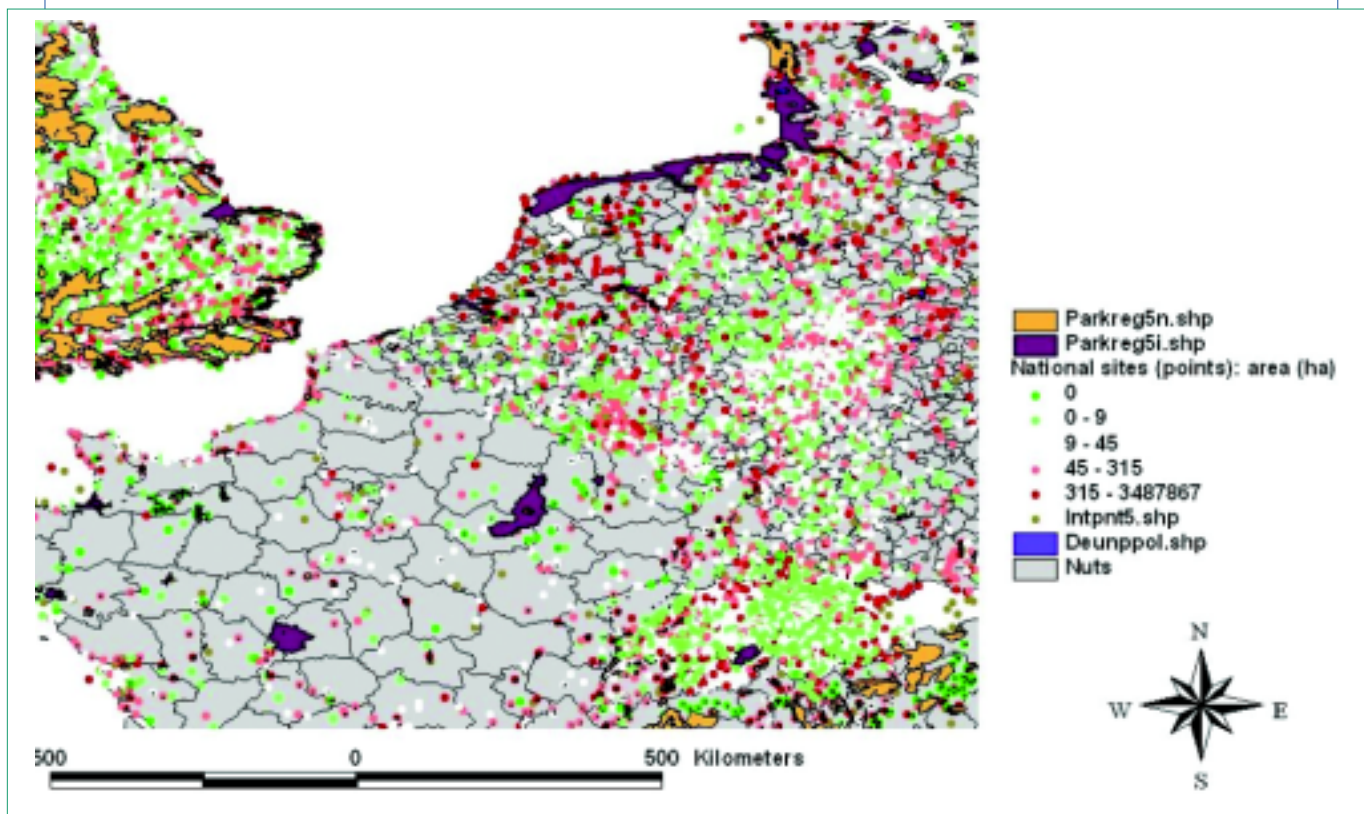 Parkreg5n.shp
Parkreg5i.shp
National sites (points): area (ha)
0
0 - 9
9 - 45
45 - 315
315 - 3487867
Intpnt5.shp
Deunppol.shp
Nuts
N
W E
S
500 0 500 Kilometers